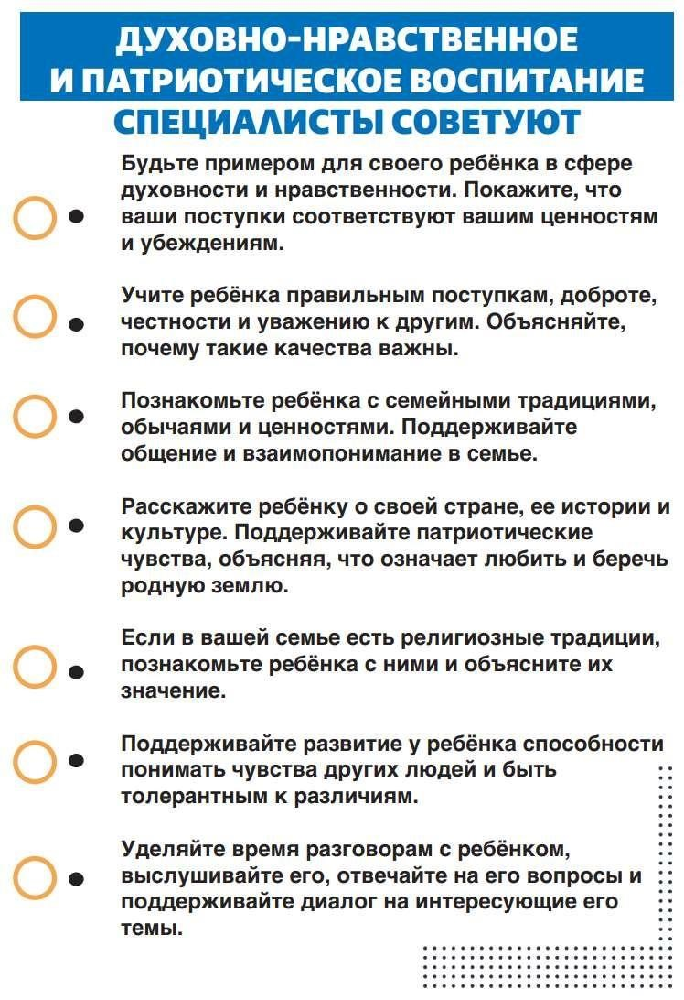 ДУХОВНО-НРАВСТВЕННОЕ
И ПАТРИОТИЧЕСКОЕ ВОСПИТАНИЕ
СПЕЦИАЛИСТЫ СОВЕТУЮТ
Будьте примером для своего ребёнка в сфере
духовности и нравственности. Покажите, что
ваши поступки соответствуют вашим ценностям
и убеждениям.
Учите ребёнка правильным поступкам, доброте,
честности и уважению к другим. Объясняйте,
почему такие качества важны.
Познакомьте ребёнка с семейными традициями,
обычаями и ценностями. Поддерживайте
общение и взаимопонимание в семье.
Расскажите ребёнку о своей стране, ее истории и
культуре. Поддерживайте патриотические
чувства, объясняя, что означает любить и беречь
родную землю.
Если в вашей семье есть религиозные традиции,
познакомьте ребёнка с ними и объясните их
значение.
Поддерживайте развитие у ребёнка способности
понимать чувства других людей и быть
толерантным к различиям.
Уделяйте время разговорам с ребёнком,
выслушивайте его, отвечайте на его вопросы и
поддерживайте диалог на интересующие его
темы.